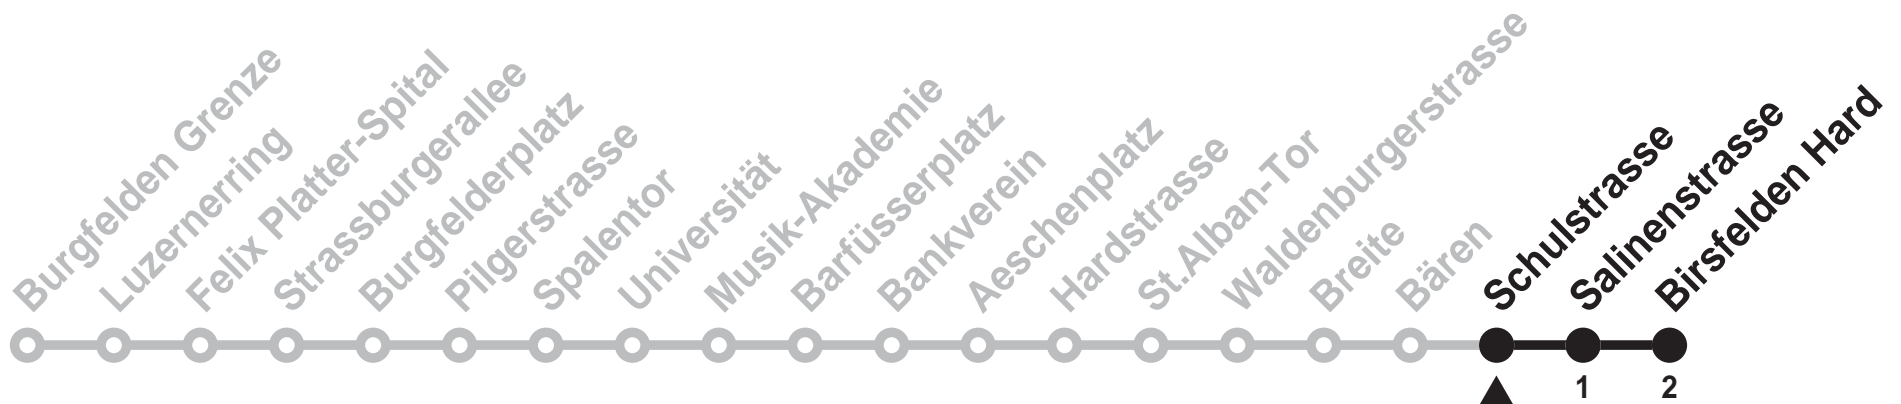 Burgfelden Grenze
Luzernerring
Felix Platter-Spital
Strassburgerallee
Burgfelderplatz
Pilgerstrasse
Spalentor
Universität
Musik-Akademie
Barfüsserplatz
Bankverein
Aeschenplatz
Hardstrasse
St.Alban-Tor
Waldenburgerstrasse
Breite
Bären
Schulstrasse
Salinenstrasse
Birsfelden Hard
1
2